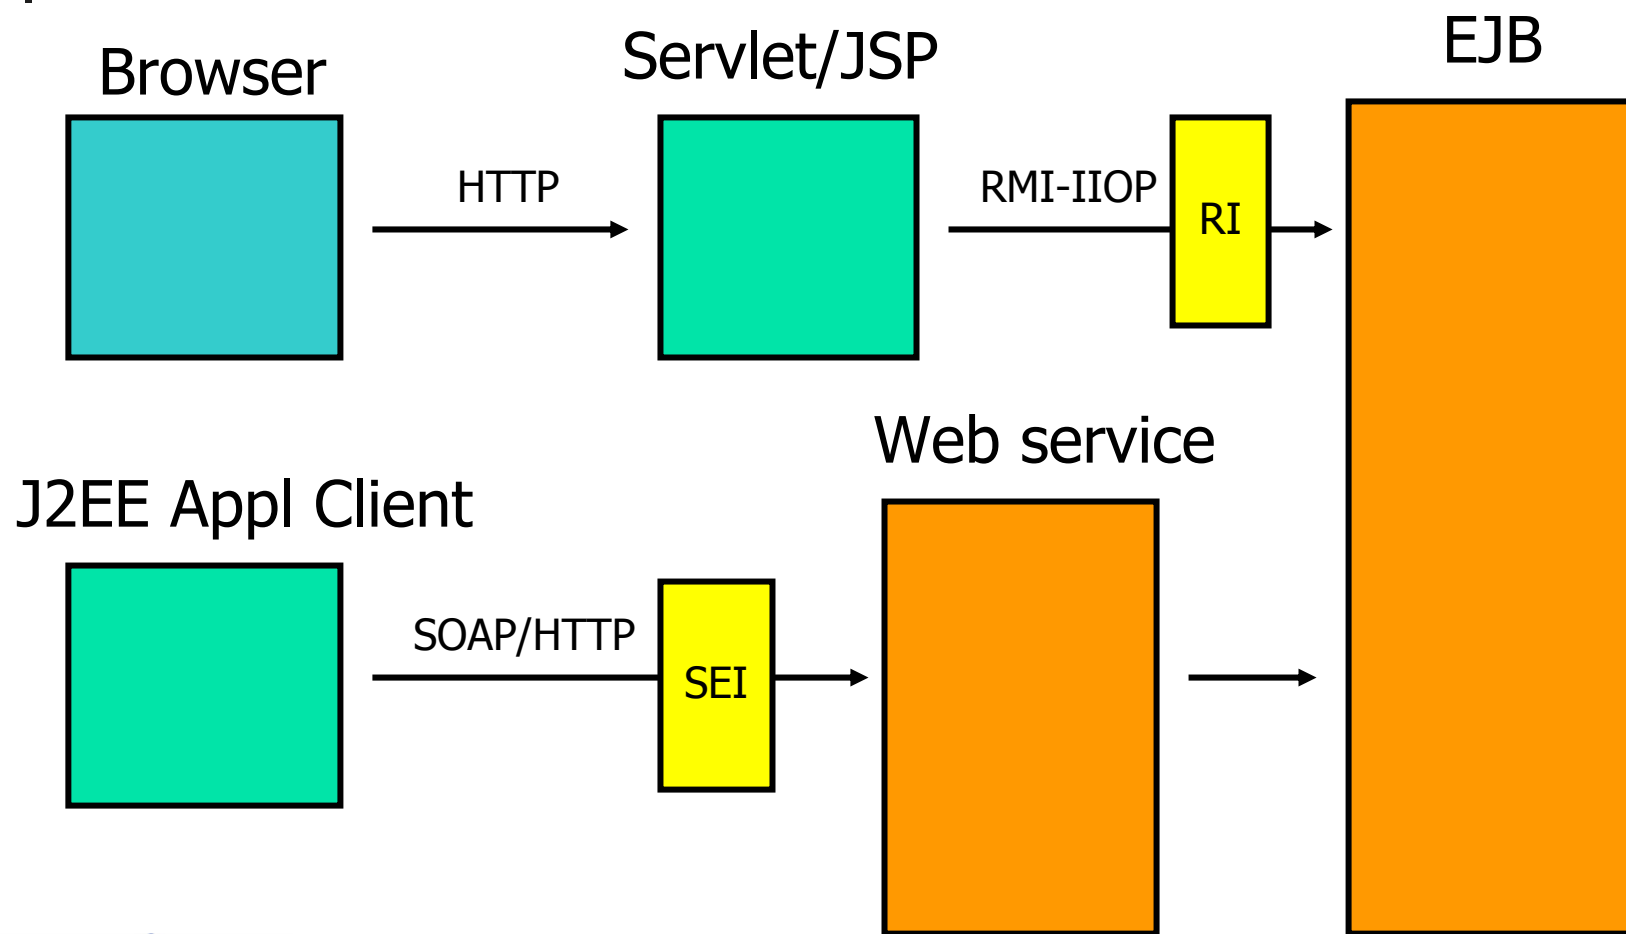 Browser
Servlet/JSP
EJB
HTTP
RMI-IIOP
RI
Web service
J2EE Appl Client
SOAP/HTTP
SEI